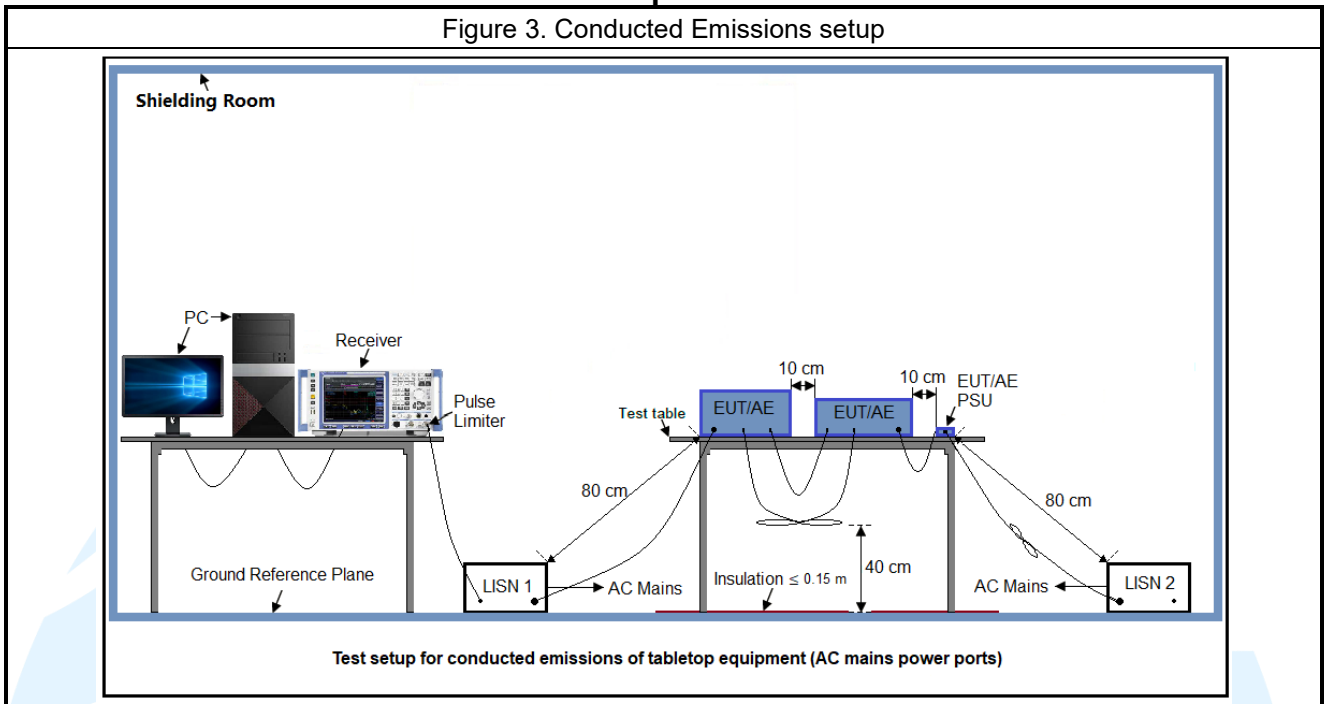 Figure 3. Conducted Emissions setup
Shielding Room
PC
Receiver
Pulse
Limiter
10 cm
10 cm
EUT/AE
PSU
Test table
EUT/AE
EUT/AE
80 cm
80 cm
40 cm
Ground Reference Plane
LISN 1
AC Mains
Insulation ≤ 0.15 m
AC Mains
LISN 2
Test setup for conducted emissions of tabletop equipment (AC mains power ports)